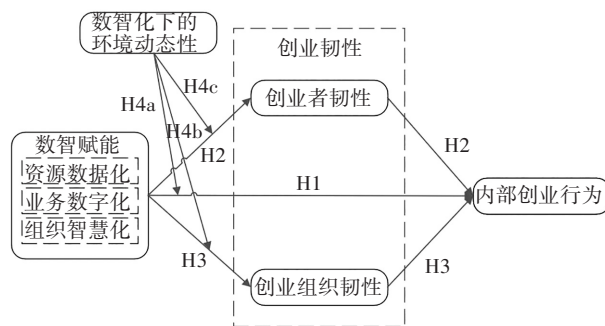 数智化下的
环境动态性
创业韧性
H4c
创业者韧性
H4a
H4b
H2
H2
数智赋能
资源数据化
业务数字化
组织智慧化
H1
内部创业行为
H3
H3
创业组织韧性